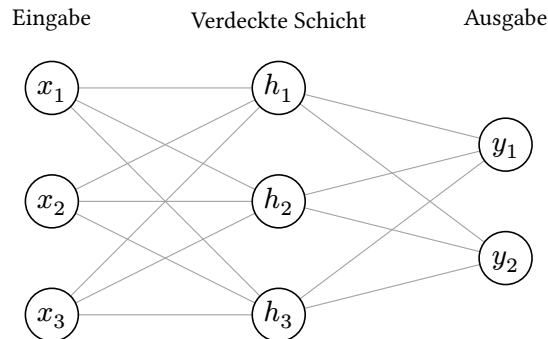 Eingabe Verdeckte Schicht Ausgabe
x₁ h₁
y₁
x₂ h₂
y₂
x₃ h₃